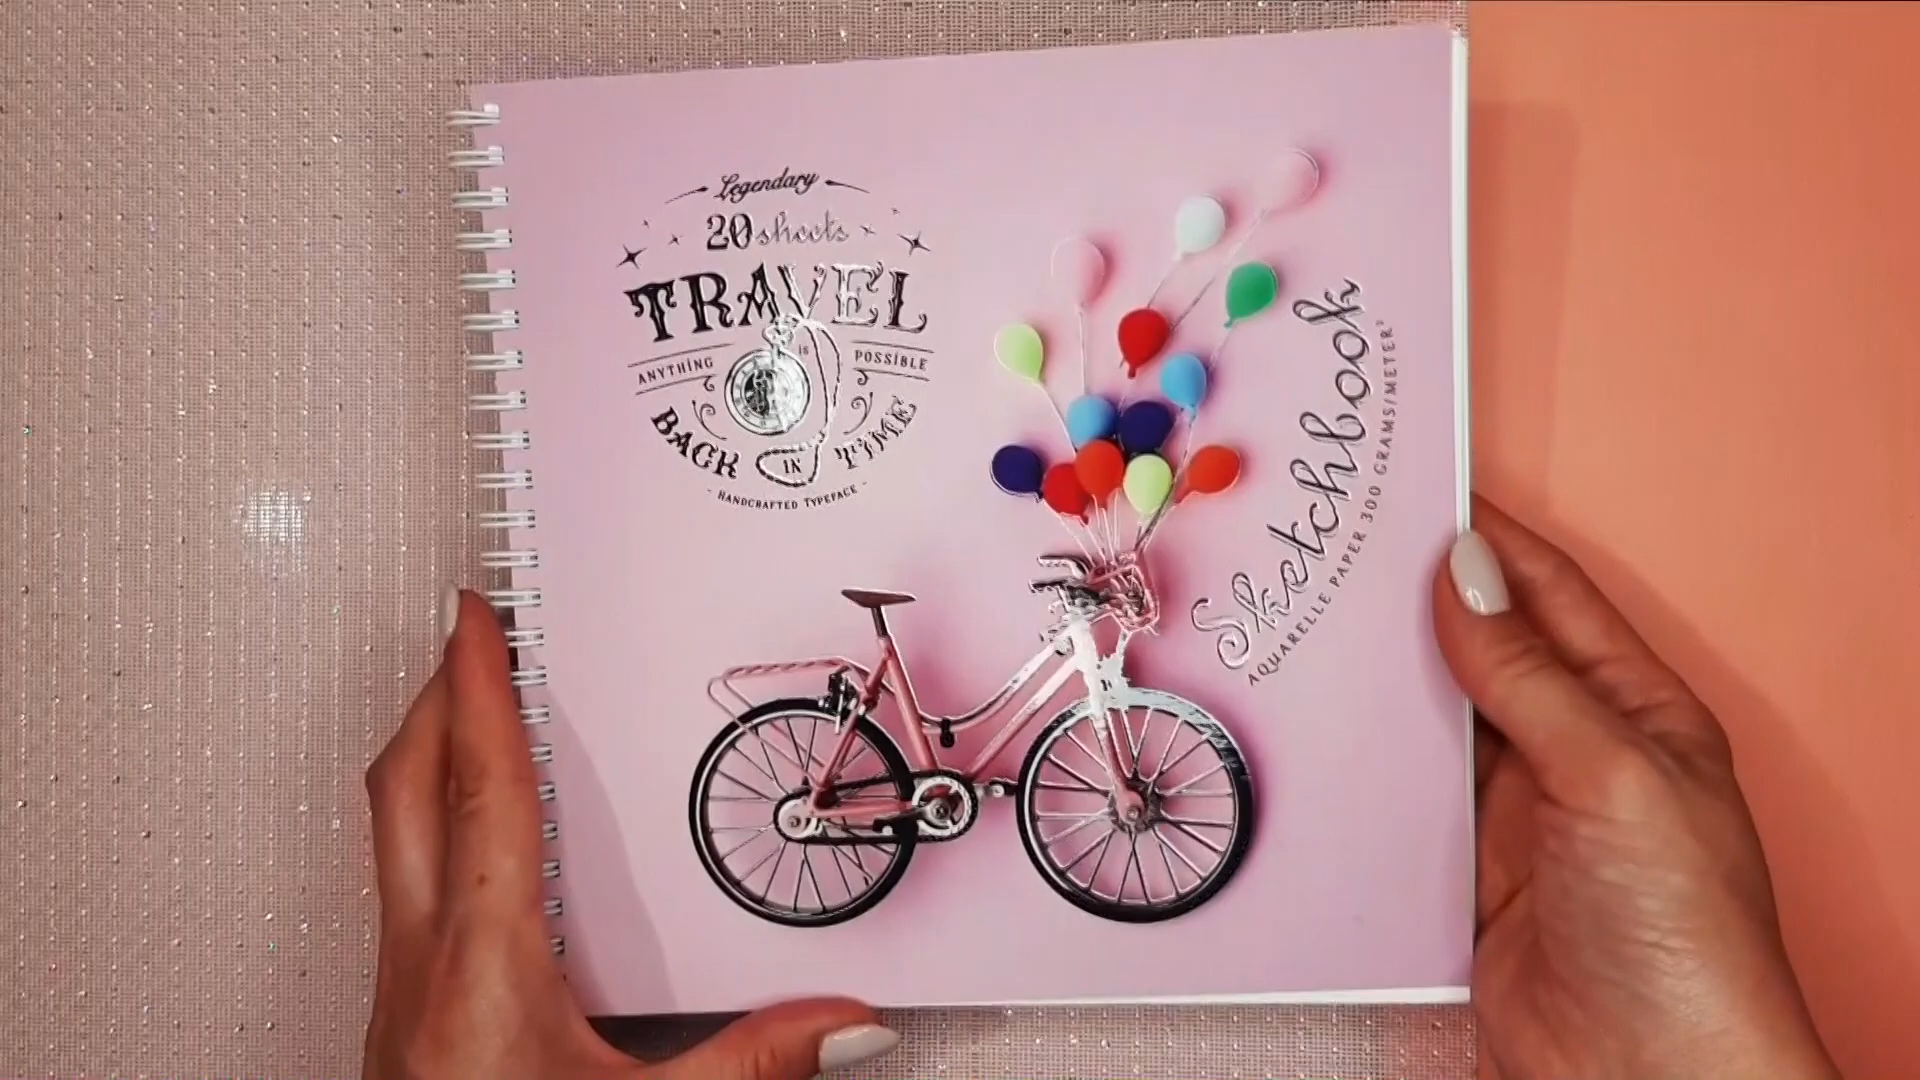 Legendary
20 sheets
TRAVEL
ANYTHING is POSSIBLE
BACK IN TIME
- HANDCRAFTED TYPEFACE -
Sketchbook
AQUARELLE PAPER 300 GRAMS/METER²